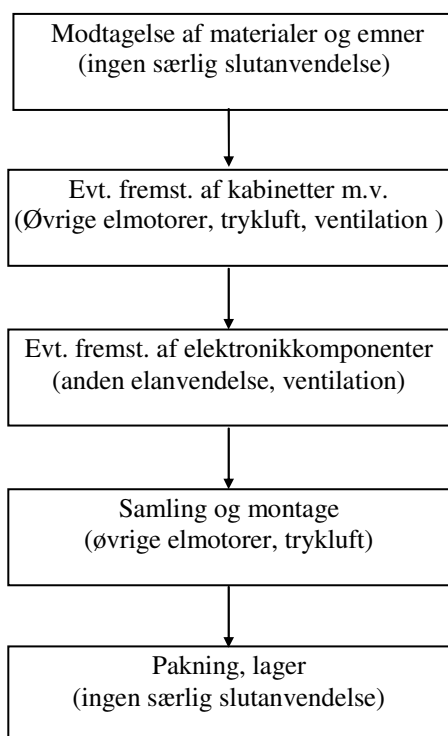 Modtagelse af materialer og emner
(ingen særlig slutanvendelse)
Evt. fremst. af kabinetter m.v.
(Øvrige elmotorer, trykluft, ventilation )
Evt. fremst. af elektronikkomponenter
(anden elanvendelse, ventilation)
Samling og montage
(øvrige elmotorer, trykluft)
Pakning, lager
(ingen særlig slutanvendelse)